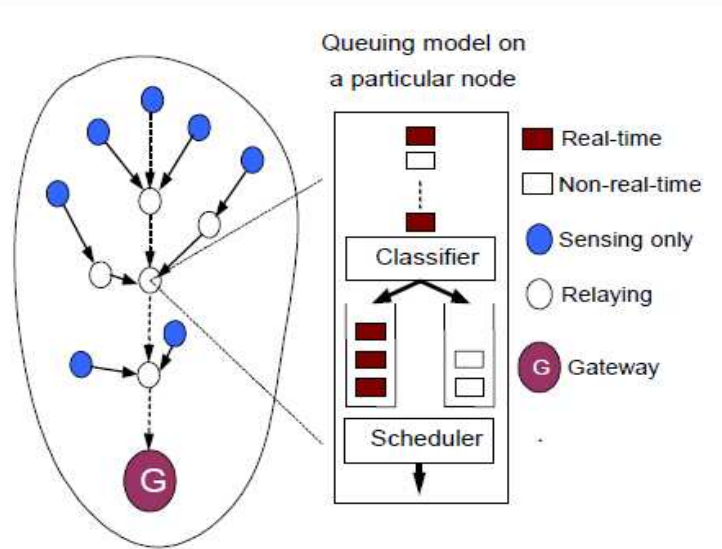 Queuing model on
a particular node
Real-time
Non-real-time
Classifier
Sensing only
Relaying
G
Gateway
Scheduler
G